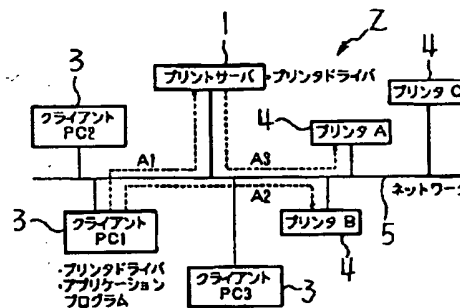 1
Z
3
プリントサーバ
・プリンタドライバ
4
プリンタ C
クライアント
PC2
4
プリンタ A
A1
A3
ネットワーク
A2
5
3
クライアント
PC1
プリンタ B
4
・プリンタドライバ
・アプリケーション
プログラム
クライアント
PC3
3